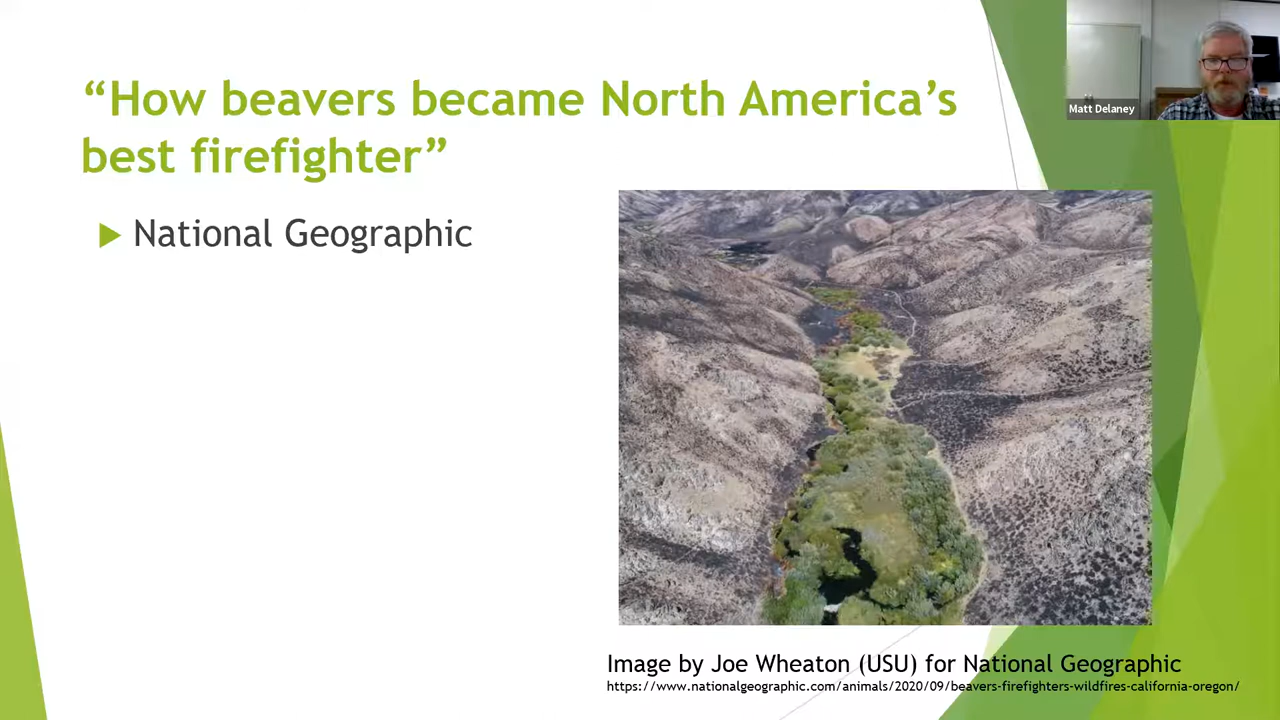 “How beavers became North America’s
best firefighter”
National Geographic
Matt Delaney
Image by Joe Wheaton (USU) for National Geographic
https://www.nationalgeographic.com/animals/2020/09/beavers-firefighters-wildfires-california-oregon/